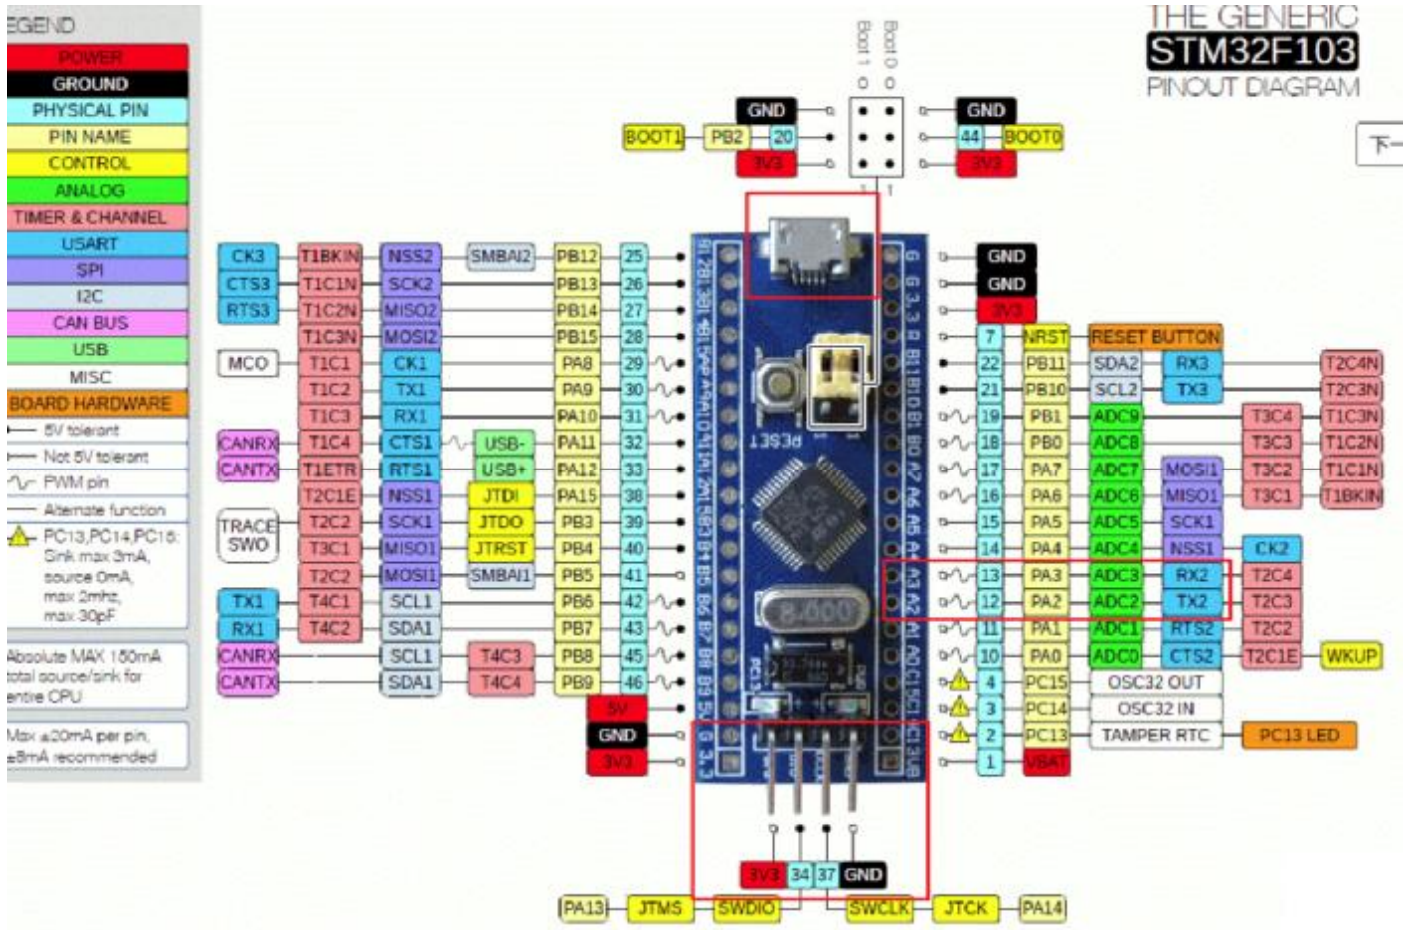 EGEND
POWER
GROUND
PHYSICAL PIN
PIN NAME
CONTROL
ANALOG
TIMER & CHANNEL
USART
SPI
I2C
CAN BUS
USB
MISC
BOARD HARDWARE
5V tolerant
Not 5V tolerant
PWM pin
Alternate function
PC13,PC14,PC15:
Sink max 3mA,
source 0mA,
max 2mhz,
max 30pF
Absolute MAX 150mA
total source/sink for
entire CPU
Max ±20mA per pin,
±8mA recommended
THE GENERIC
STM32F103
PINOUT DIAGRAM
下一
Boot 1 Boot 0
0 0
GND GND
BOOT1 PB2 20 44 BOOT0
3V3 3V3
1 1
CK3 T1BKIN NSS2 SMBAI2 PB12 25
CTS3 T1C1N SCK2 PB13 26
RTS3 T1C2N MISO2 PB14 27
T1C3N MOSI2 PB15 28
MCO T1C1 CK1 PA8 29
T1C2 TX1 PA9 30
T1C3 RX1 PA10 31
CANRX T1C4 CTS1 USB- PA11 32
CANTX T1ETR RTS1 USB+ PA12 33
T2C1E NSS1 JTDI PA15 38
TRACE
SWO
T2C2 SCK1 JTDO PB3 39
T3C1 MISO1 JTRST PB4 40
T2C2 MOSI1 SMBAI1 PB5 41
TX1 T4C1 SCL1 PB6 42
RX1 T4C2 SDA1 PB7 43
CANRX SCL1 T4C3 PB8 45
CANTX SDA1 T4C4 PB9 46
5V
GND
3V3
RESET
8.000
GND
GND
3V3
7 NRST RESET BUTTON
22 PB11 SDA2 RX3 T2C4N
21 PB10 SCL2 TX3 T2C3N
19 PB1 ADC9 T3C4 T1C3N
18 PB0 ADC8 T3C3 T1C2N
17 PA7 ADC7 MOSI1 T3C2 T1C1N
16 PA6 ADC6 MISO1 T3C1 T1BKIN
15 PA5 ADC5 SCK1
14 PA4 ADC4 NSS1 CK2
13 PA3 ADC3 RX2 T2C4
12 PA2 ADC2 TX2 T2C3
11 PA1 ADC1 RTS2 T2C2
10 PA0 ADC0 CTS2 T2C1E WKUP
4 PC15 OSC32 OUT
3 PC14 OSC32 IN
2 PC13 TAMPER RTC PC13 LED
1 VBAT
3V3 34 37 GND
PA13 JTMS SWDIO SWCLK JTCK PA14